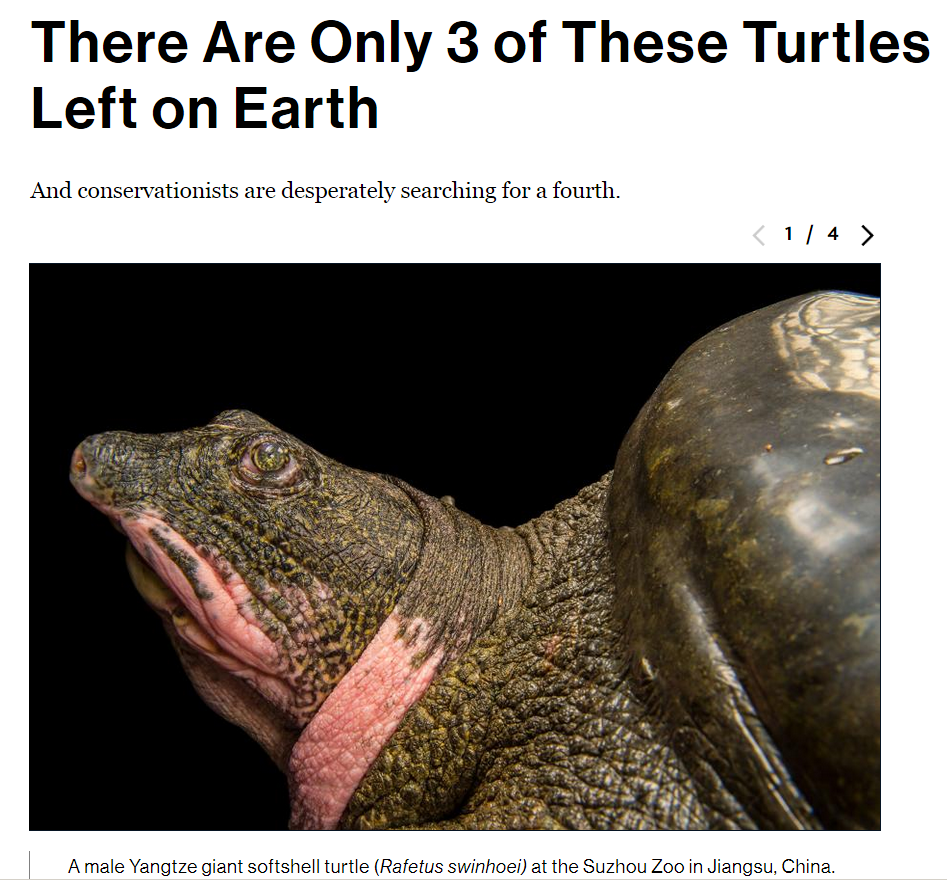 There Are Only 3 of These Turtles
Left on Earth
And conservationists are desperately searching for a fourth.
1 / 4
A male Yangtze giant softshell turtle (Rafetus swinhoei) at the Suzhou Zoo in Jiangsu, China.